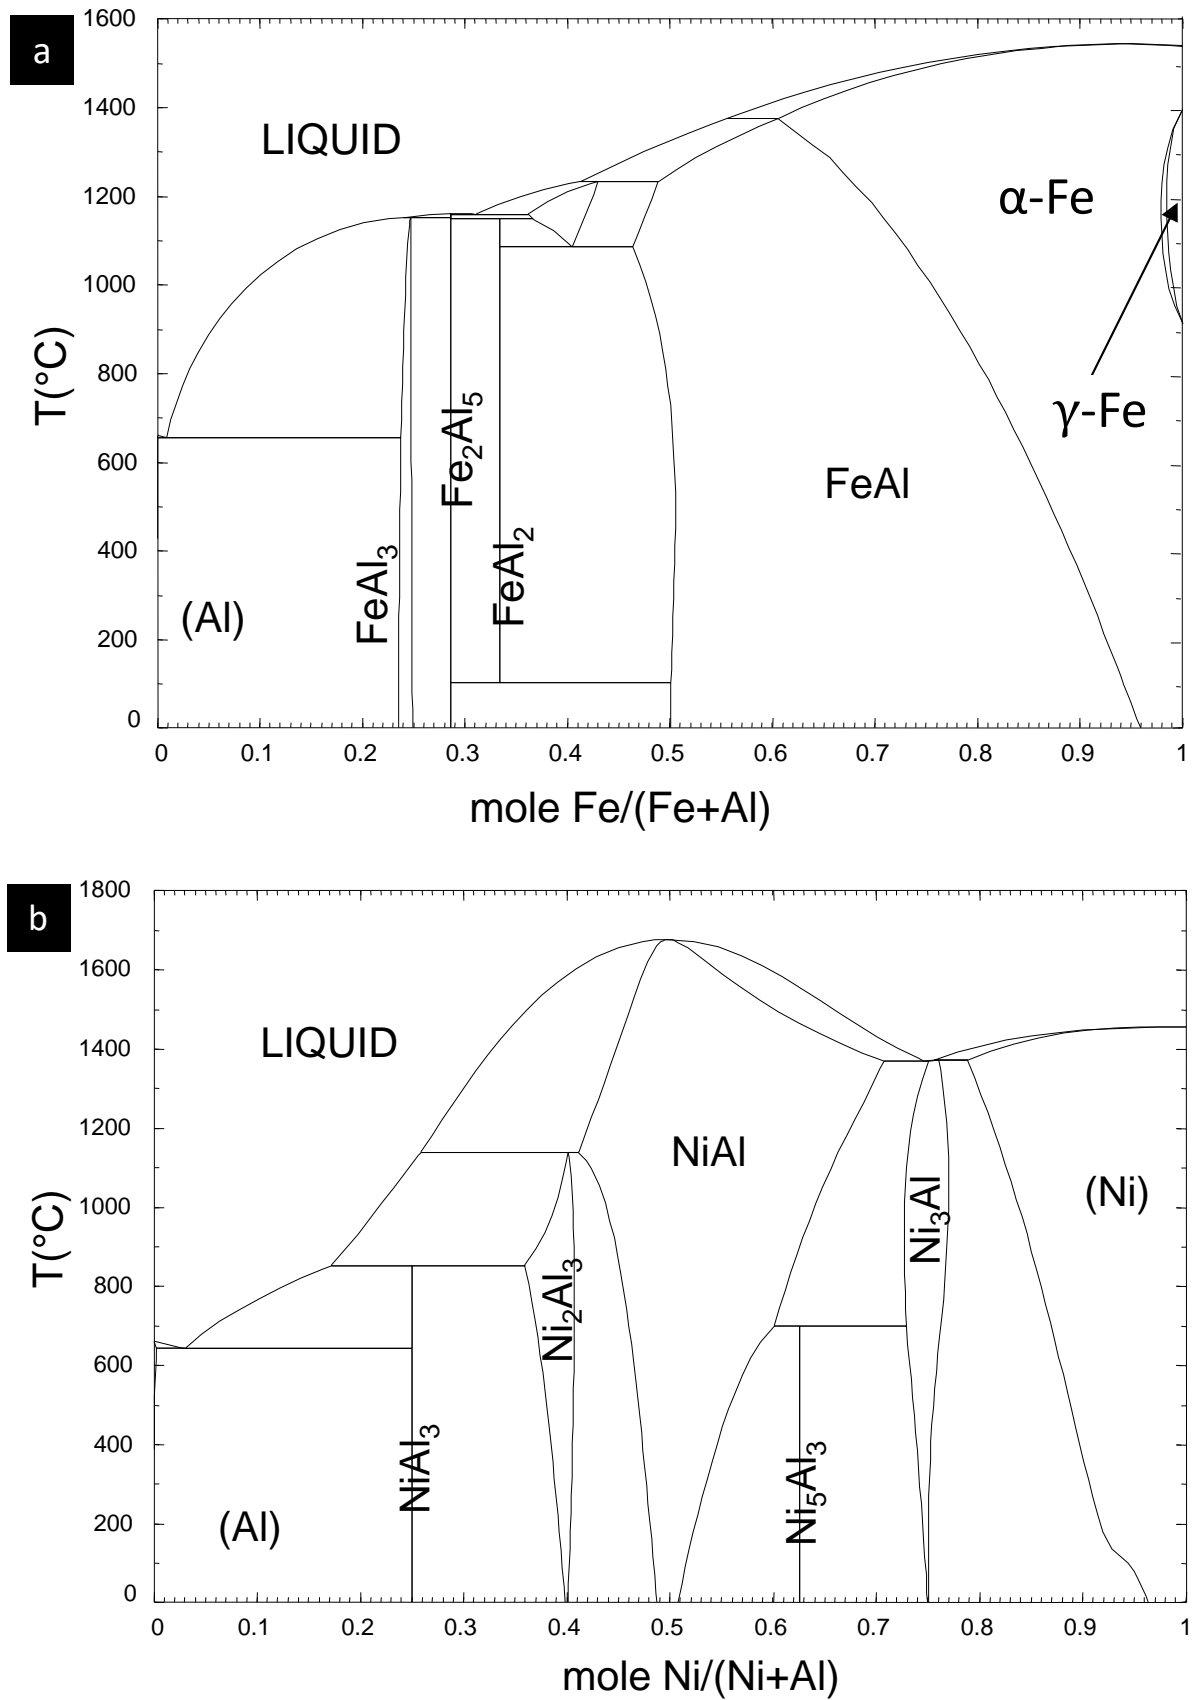 a
1600
1400
1200
1000
800
600
400
200
0
T(°C)
LIQUID
α-Fe
γ-Fe
FeAl
Fe₂Al₅
FeAl₂
FeAl₃
(Al)
0 0.1 0.2 0.3 0.4 0.5 0.6 0.7 0.8 0.9 1
mole Fe/(Fe+Al)
b
1800
1600
1400
1200
1000
800
600
400
200
0
T(°C)
LIQUID
NiAl
(Ni)
Ni₃Al
Ni₂Al₃
NiAl₃
Ni₅Al₃
(Al)
0 0.1 0.2 0.3 0.4 0.5 0.6 0.7 0.8 0.9 1
mole Ni/(Ni+Al)